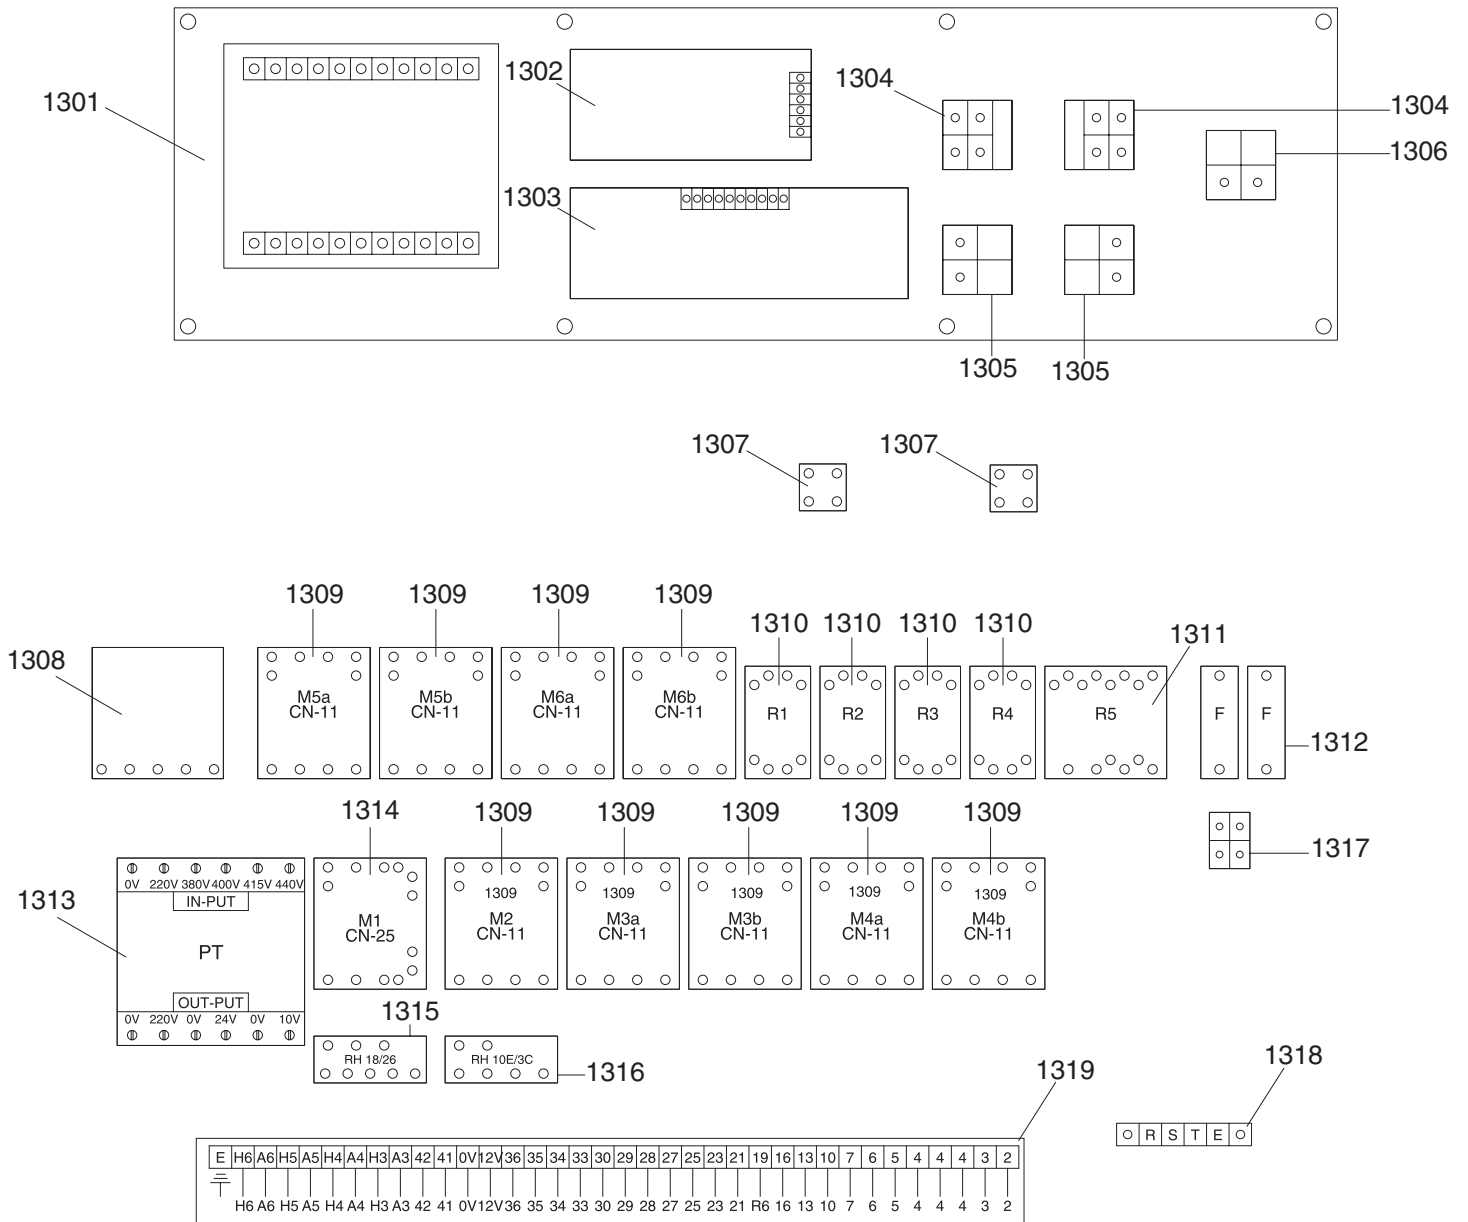 1301
1302
1303
1304
1304
1306
1305
1305
1307
1307
1308
1309
1309
1309
1309
1310
1310
1310
1310
1311
M5a
CN-11
M5b
CN-11
M6a
CN-11
M6b
CN-11
R1
R2
R3
R4
R5
F
F
1312
1313
1314
1309
1309
1309
1309
1309
1317
0V 220V 380V 400V 415V 440V
IN-PUT
PT
OUT-PUT
0V 220V 0V 24V 0V 10V
M1
CN-25
1309
M2
CN-11
1309
M3a
CN-11
1309
M3b
CN-11
1309
M4a
CN-11
1309
M4b
CN-11
1315
RH 18/26
RH 10E/3C
1316
1319
1318
R S T E
E H6 A6 H5 A5 H4 A4 H3 A3 42 41 0V 12V 36 35 34 33 30 29 28 27 25 23 21 19 16 13 10 7 6 5 4 4 4 3 2
H6 A6 H5 A5 H4 A4 H3 A3 42 41 0V 12V 36 35 34 33 30 29 28 27 25 23 21 R6 16 13 10 7 6 5 4 4 4 3 2